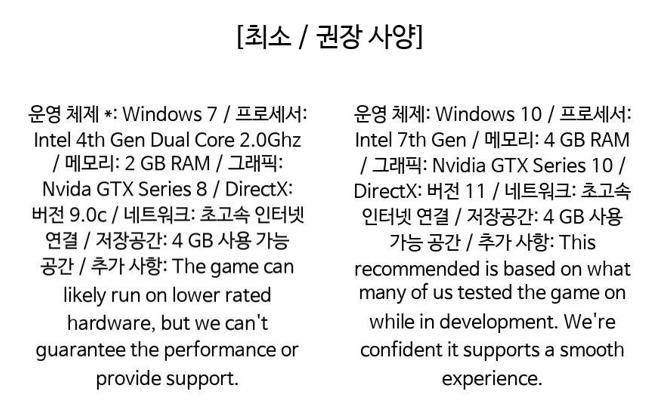 [최소 / 권장 사양]
운영 체제 *: Windows 7 / 프로세서:
Intel 4th Gen Dual Core 2.0Ghz
/ 메모리: 2 GB RAM / 그래픽:
Nvida GTX Series 8 / DirectX:
버전 9.0c / 네트워크: 초고속 인터넷
연결 / 저장공간: 4 GB 사용 가능
공간 / 추가 사항: The game can
likely run on lower rated
hardware, but we can't
guarantee the performance or
provide support.
운영 체제: Windows 10 / 프로세서:
Intel 7th Gen / 메모리: 4 GB RAM
/ 그래픽: Nvidia GTX Series 10 /
DirectX: 버전 11 / 네트워크: 초고속
인터넷 연결 / 저장공간: 4 GB 사용
가능 공간 / 추가 사항: This
recommended is based on what
many of us tested the game on
while in development. We're
confident it supports a smooth
experience.